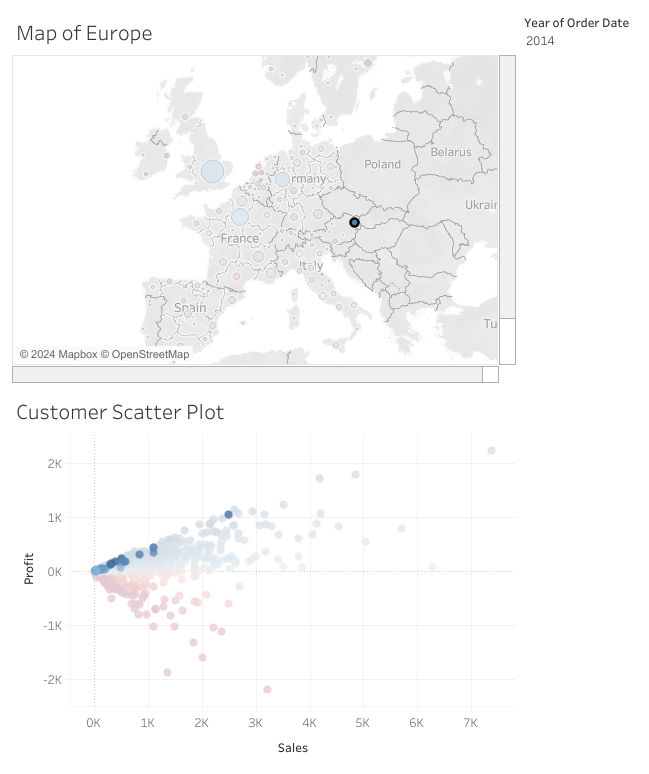 Map of Europe
Year of Order Date
2014
Belarus
Poland
rmany
Ukrain
France
Italy
Spain
Tu
© 2024 Mapbox © OpenStreetMap
Customer Scatter Plot
2K
1K
0K
-1K
-2K
Profit
0K 1K 2K 3K 4K 5K 6K 7K
Sales